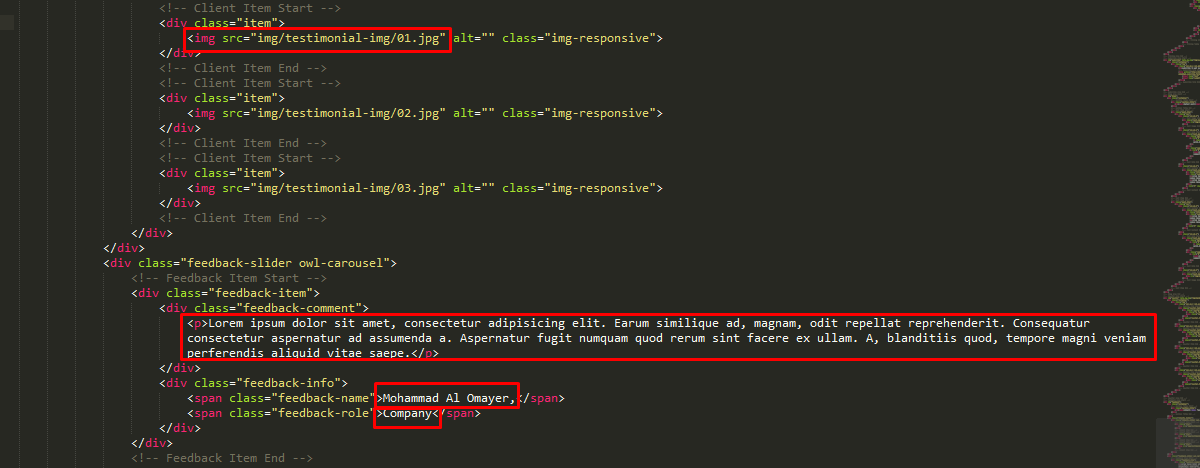 <!-- Client Item Start -->
<div class="item">
<img src="img/testimonial-img/01.jpg" alt="" class="img-responsive">
</div>
<!-- Client Item End -->
<!-- Client Item Start -->
<div class="item">
<img src="img/testimonial-img/02.jpg" alt="" class="img-responsive">
</div>
<!-- Client Item End -->
<!-- Client Item Start -->
<div class="item">
<img src="img/testimonial-img/03.jpg" alt="" class="img-responsive">
</div>
<!-- Client Item End -->
</div>
</div>
<div class="feedback-slider owl-carousel">
<!-- Feedback Item Start -->
<div class="feedback-item">
<div class="feedback-comment">
<p>Lorem ipsum dolor sit amet, consectetur adipisicing elit. Earum similique ad, magnam, odit repellat reprehenderit. Consequatur
consectetur aspernatur ad assumenda a. Aspernatur fugit numquam quod rerum sint facere ex ullam. A, blanditiis quod, tempore magni veniam
perferendis aliquid vitae saepe.</p>
</div>
<div class="feedback-info">
<span class="feedback-name">Mohammad Al Omayer,</span>
<span class="feedback-role">Company</span>
</div>
</div>
<!-- Feedback Item End -->